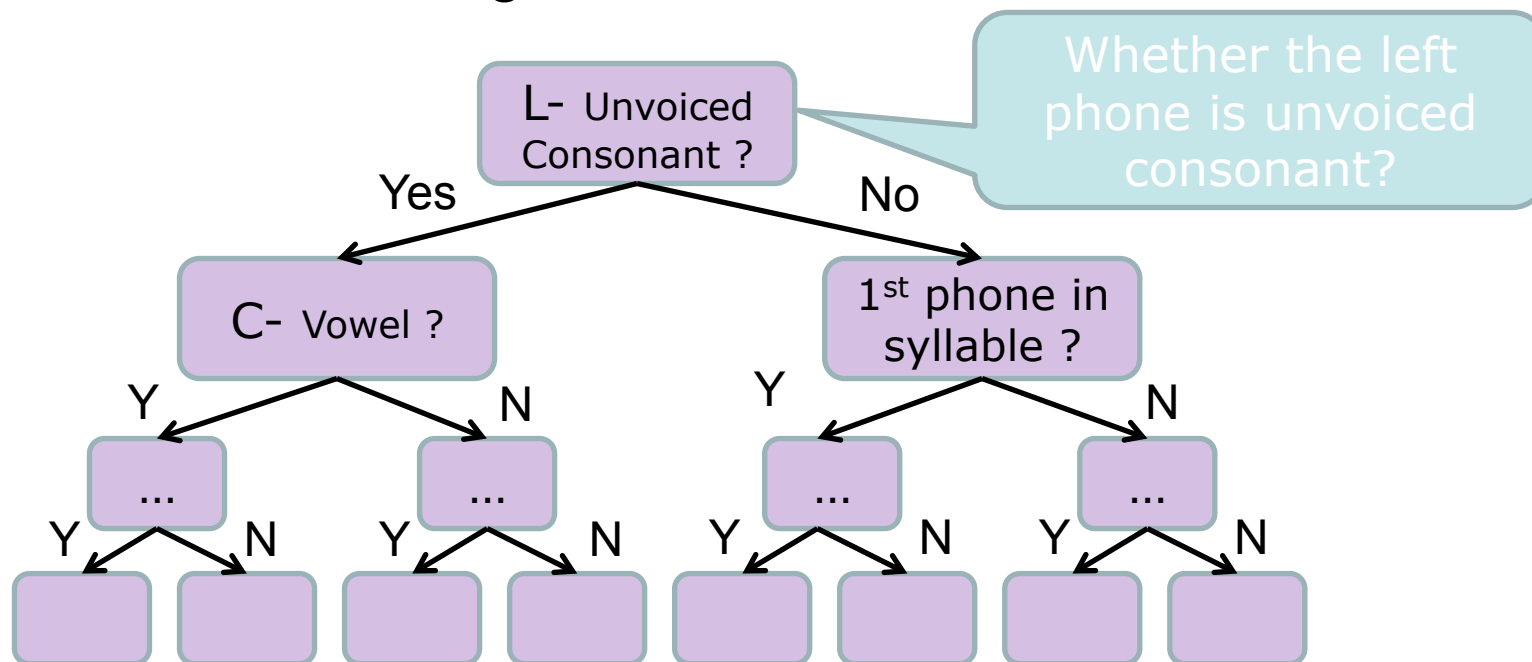 Whether the left
phone is unvoiced
consonant?
L- Unvoiced
Consonant ?
Yes
No
C- Vowel ?
1st phone in
syllable ?
Y
N
Y
N
...
...
...
...
Y
N
Y
N
Y
N
Y
N